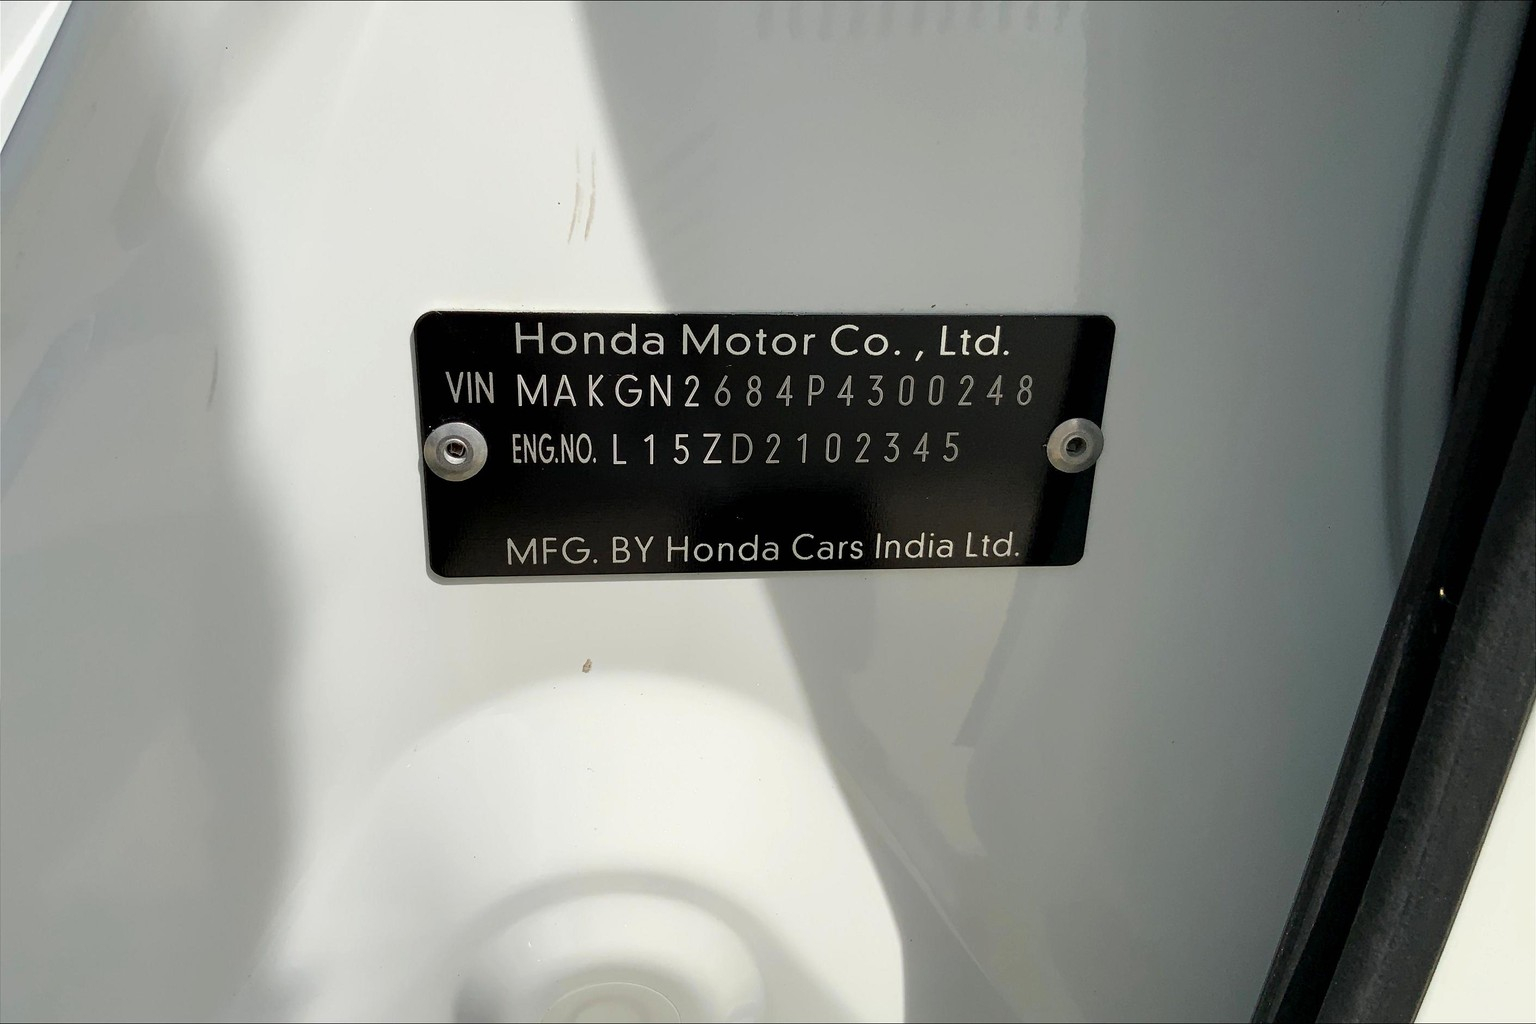 Honda Motor Co., Ltd.
VIN MAKGN2684P4300248
ENG.NO. L15ZD2102345
MFG. BY Honda Cars India Ltd.